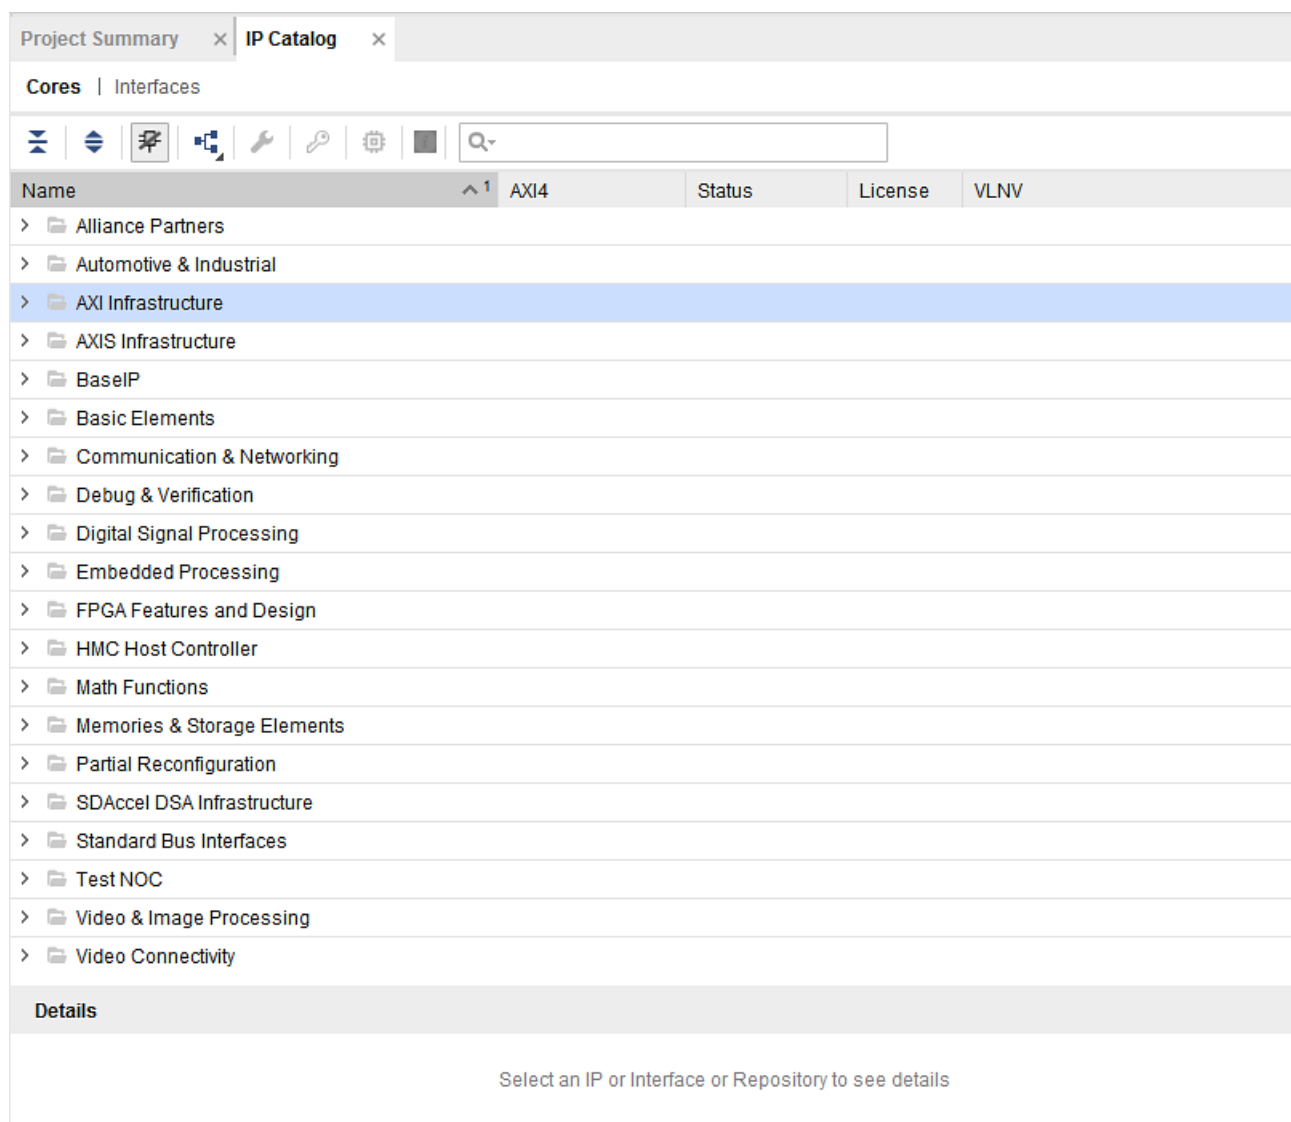 Project Summary IP Catalog
Cores | Interfaces
Name 1 AXI4 Status License VLNV
Alliance Partners
Automotive & Industrial
AXI Infrastructure
AXIS Infrastructure
BaseIP
Basic Elements
Communication & Networking
Debug & Verification
Digital Signal Processing
Embedded Processing
FPGA Features and Design
HMC Host Controller
Math Functions
Memories & Storage Elements
Partial Reconfiguration
SDAccel DSA Infrastructure
Standard Bus Interfaces
Test NOC
Video & Image Processing
Video Connectivity
Details
Select an IP or Interface or Repository to see details